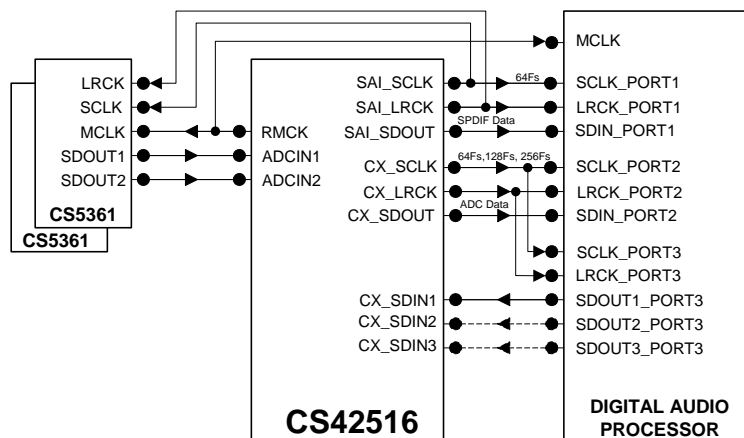 MCLK
LRCK
SCLK
MCLK
SDOUT1
SDOUT2
CS5361
CS5361
RMCK
ADCIN1
ADCIN2
SAI_SCLK
SAI_LRCK
SAI_SDOUT
CX_SCLK
CX_LRCK
CX_SDOUT
CX_SDIN1
CX_SDIN2
CX_SDIN3
CS42516
64Fs
SPDIF Data
64Fs,128Fs, 256Fs
ADC Data
SCLK_PORT1
LRCK_PORT1
SDIN_PORT1
SCLK_PORT2
LRCK_PORT2
SDIN_PORT2
SCLK_PORT3
LRCK_PORT3
SDOUT1_PORT3
SDOUT2_PORT3
SDOUT3_PORT3
DIGITAL AUDIO
PROCESSOR